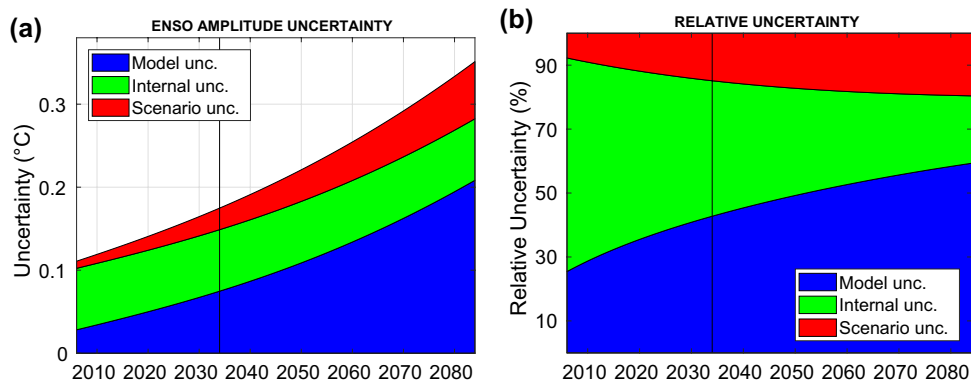 (a)
ENSO AMPLITUDE UNCERTAINTY
Model unc.
Internal unc.
Scenario unc.
Uncertainty (°C)
0.3
0.2
0.1
0
2010 2020 2030 2040 2050 2060 2070 2080
(b)
RELATIVE UNCERTAINTY
Relative Uncertainty (%)
90
70
50
30
10
Model unc.
Internal unc.
Scenario unc.
2010 2020 2030 2040 2050 2060 2070 2080